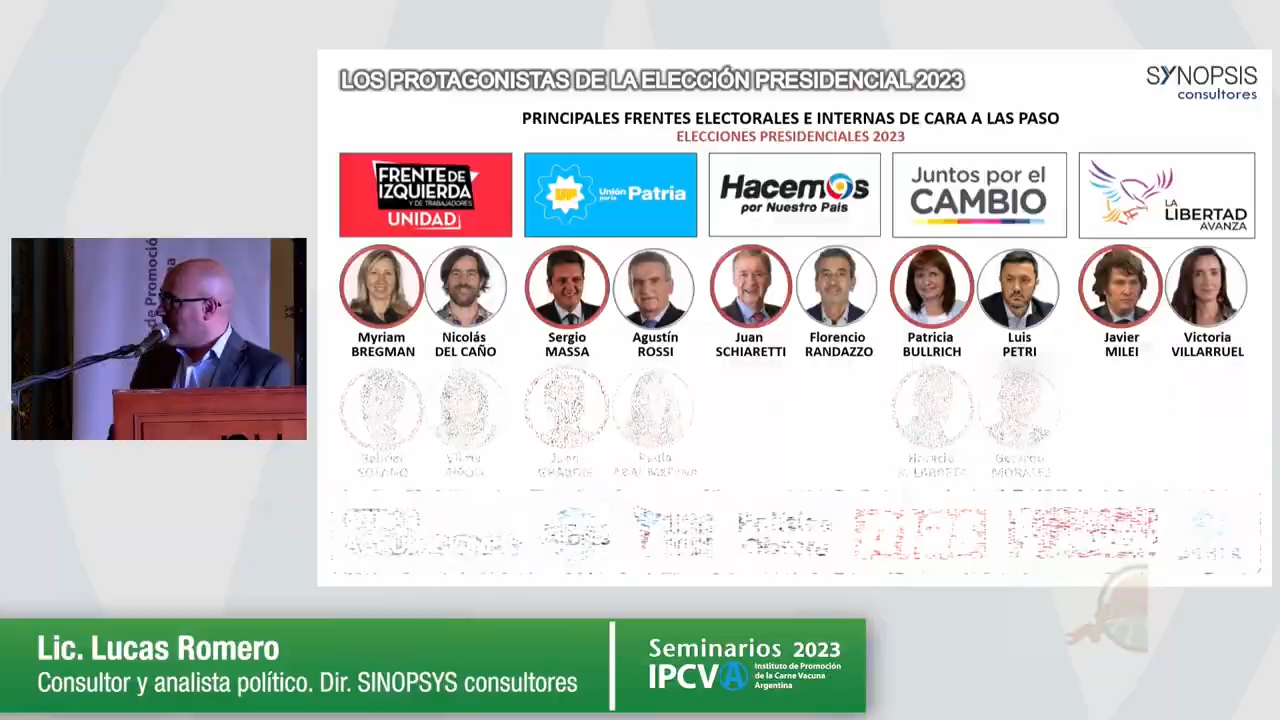 LOS PROTAGONISTAS DE LA ELECCIÓN PRESIDENCIAL 2023
SYNOPSIS
consultores
PRINCIPALES FRENTES ELECTORALES E INTERNAS DE CARA A LAS PASO
ELECCIONES PRESIDENCIALES 2023
FRENTE DE
IZQUIERDA
Y DE TRABAJADORES
UNIDAD
UP
Unión
por la
Patria
Hacemos
por Nuestro País
Juntos por el
CAMBIO
LA
LIBERTAD
AVANZA
Myriam
BREGMAN
Nicolás
DEL CAÑO
Sergio
MASSA
Agustín
ROSSI
Juan
SCHIARETTI
Florencio
RANDAZZO
Patricia
BULLRICH
Luis
PETRI
Javier
MILEI
Victoria
VILLARRUEL
de Promoció
Lic. Lucas Romero
Consultor y analista político. Dir. SINOPSYS consultores
Seminarios 2023
IPCVA
Instituto de Promoción
de la Carne Vacuna
Argentina